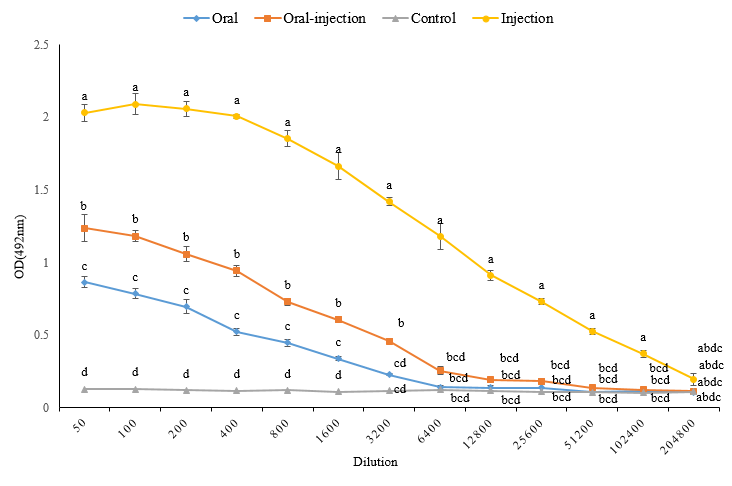 Oral Oral-injection Control Injection
2.5
2
1.5
1
0.5
0
OD(492nm)
a a a a a a a a a a a a abdc
b b b b b b b bcd bcd bcd bcd bcd abdc
c c c c c c cd bcd bcd bcd bcd bcd abdc
d d d d d d cd bcd bcd bcd bcd bcd abdc
50 100 200 400 800 1600 3200 6400 12800 25600 51200 102400 204800
Dilution